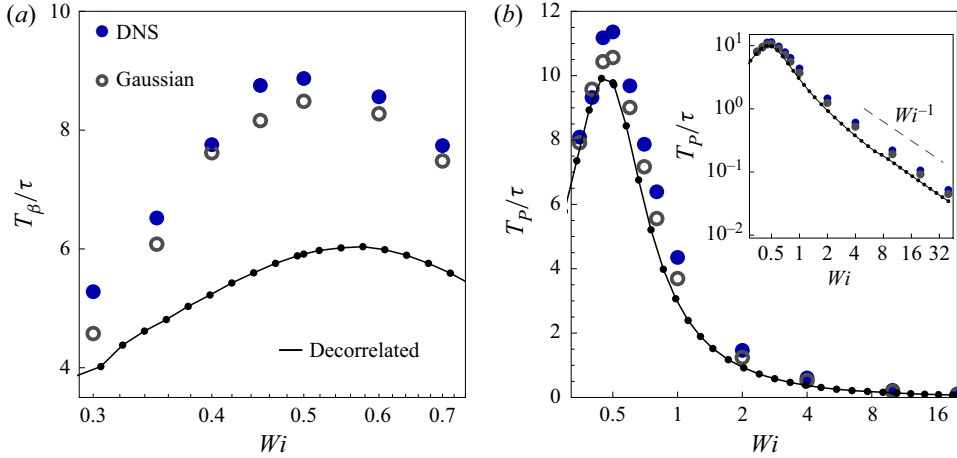 (a)
10
8
6
4
T_β/τ
DNS
Gaussian
Decorrelated
0.3
0.4
0.5
0.6
0.7
Wi
(b)
12
10
8
6
4
2
0
T_P/τ
0.5
1
2
4
8
16
Wi
10^1
10^0
10^−1
10^−2
T_P/τ
Wi^−1
0.5
1
2
4
8
16
32
Wi